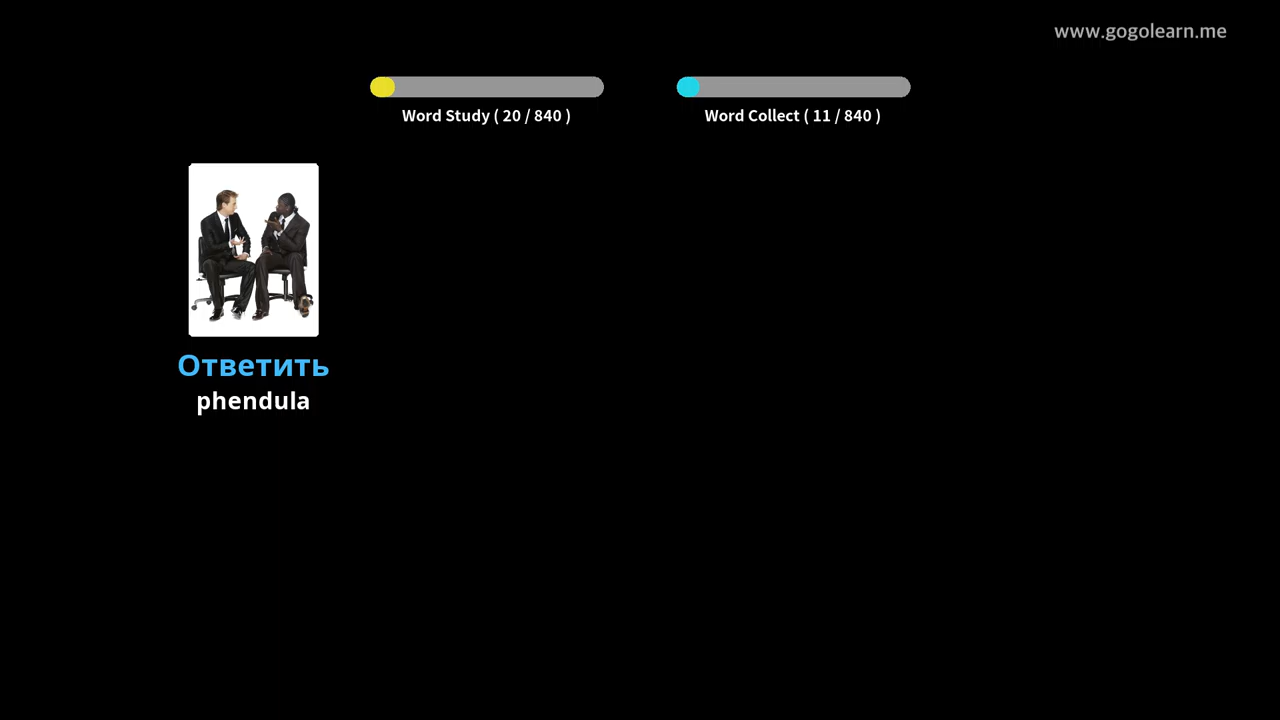 www.gogolearn.me
Word Study ( 20 / 840 )
Word Collect ( 11 / 840 )
Ответить
phendula